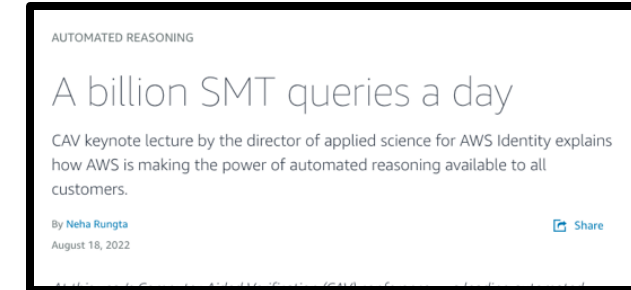 AUTOMATED REASONING
A billion SMT queries a day
CAV keynote lecture by the director of applied science for AWS Identity explains
how AWS is making the power of automated reasoning available to all
customers.
By Neha Rungta
Share
August 18, 2022